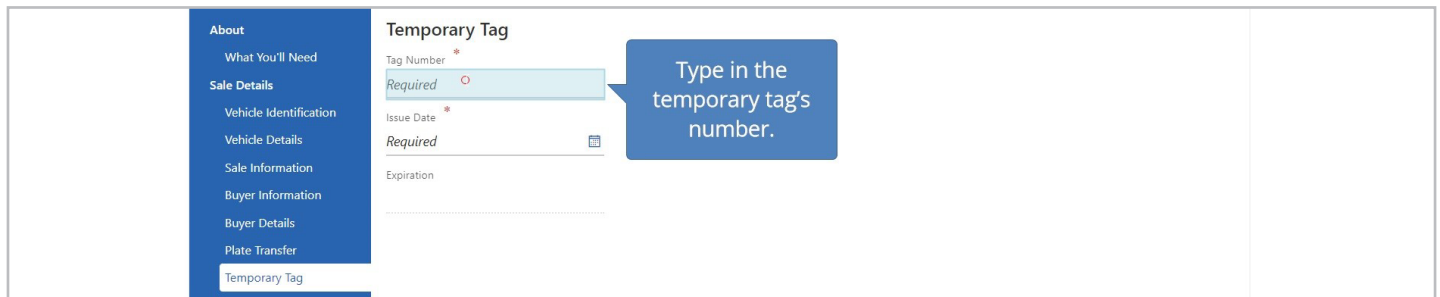 About
What You'll Need
Sale Details
Vehicle Identification
Vehicle Details
Sale Information
Buyer Information
Buyer Details
Plate Transfer
Temporary Tag
Temporary Tag
Tag Number *
Required
Issue Date *
Required
Expiration
Type in the
temporary tag’s
number.